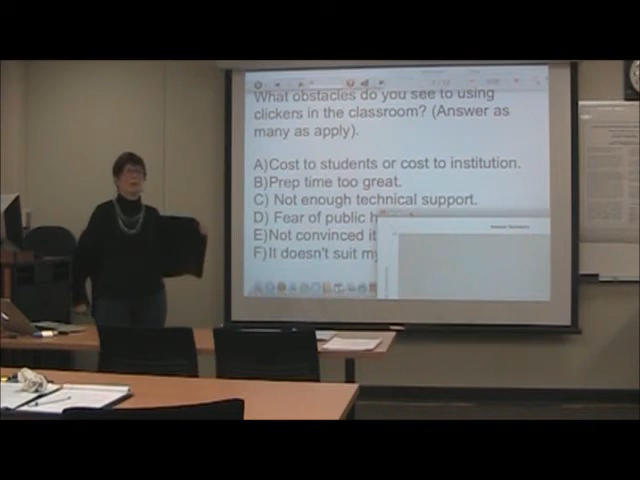 What obstacles do you see to using
clickers in the classroom? (Answer as
many as apply).
A)Cost to students or cost to institution.
B)Prep time too great.
C) Not enough technical support.
D) Fear of public
E)Not convinced it
F)It doesn't suit my